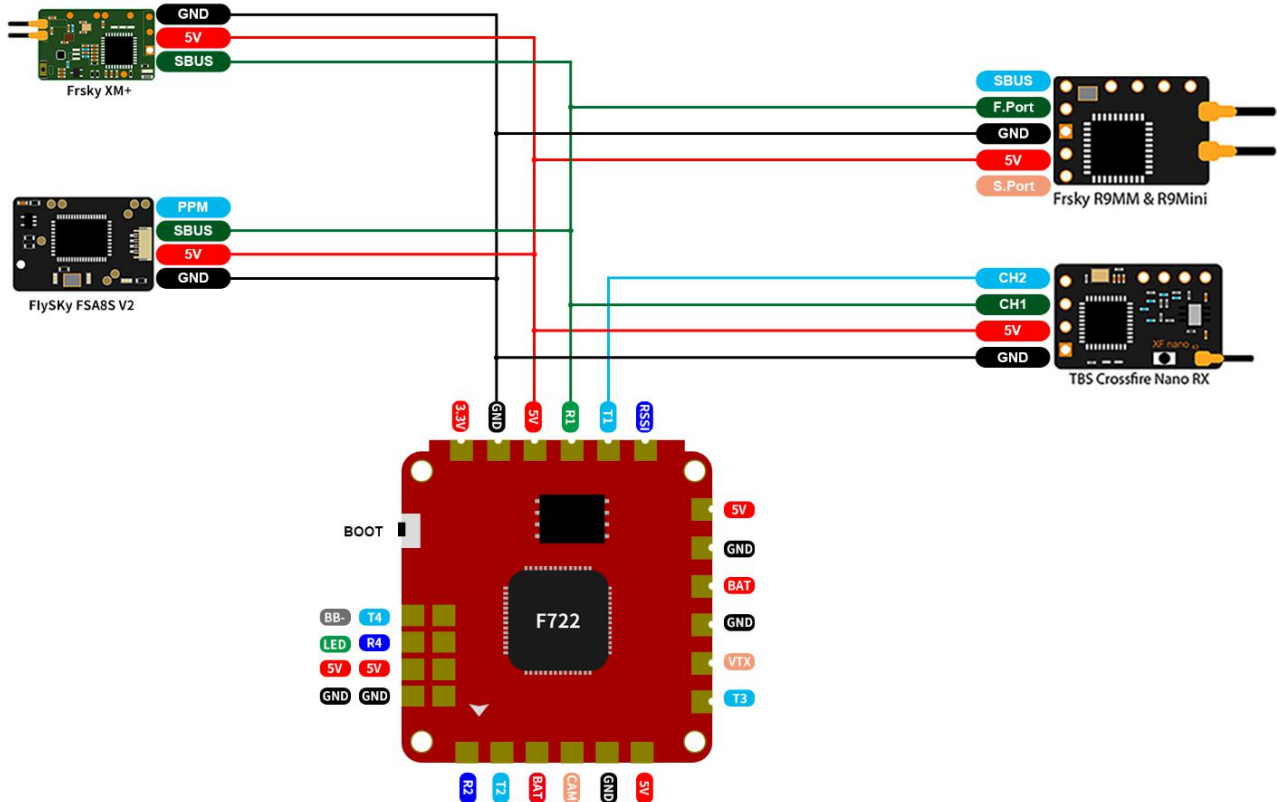 GND
5V
SBUS
Frsky XM+
SBUS
F.Port
GND
5V
S.Port
Frsky R9MM & R9Mini
PPM
SBUS
5V
GND
FlySKy FSA8S V2
CH2
CH1
5V
GND
XF nano
TBS Crossfire Nano RX
3.3V
GND
5V
R1
T1
RSSI
BOOT
F722
5V
GND
BAT
GND
VTX
T3
BB- T4
LED R4
5V 5V
GND GND
R2
T2
BAT
CAM
GND
5V